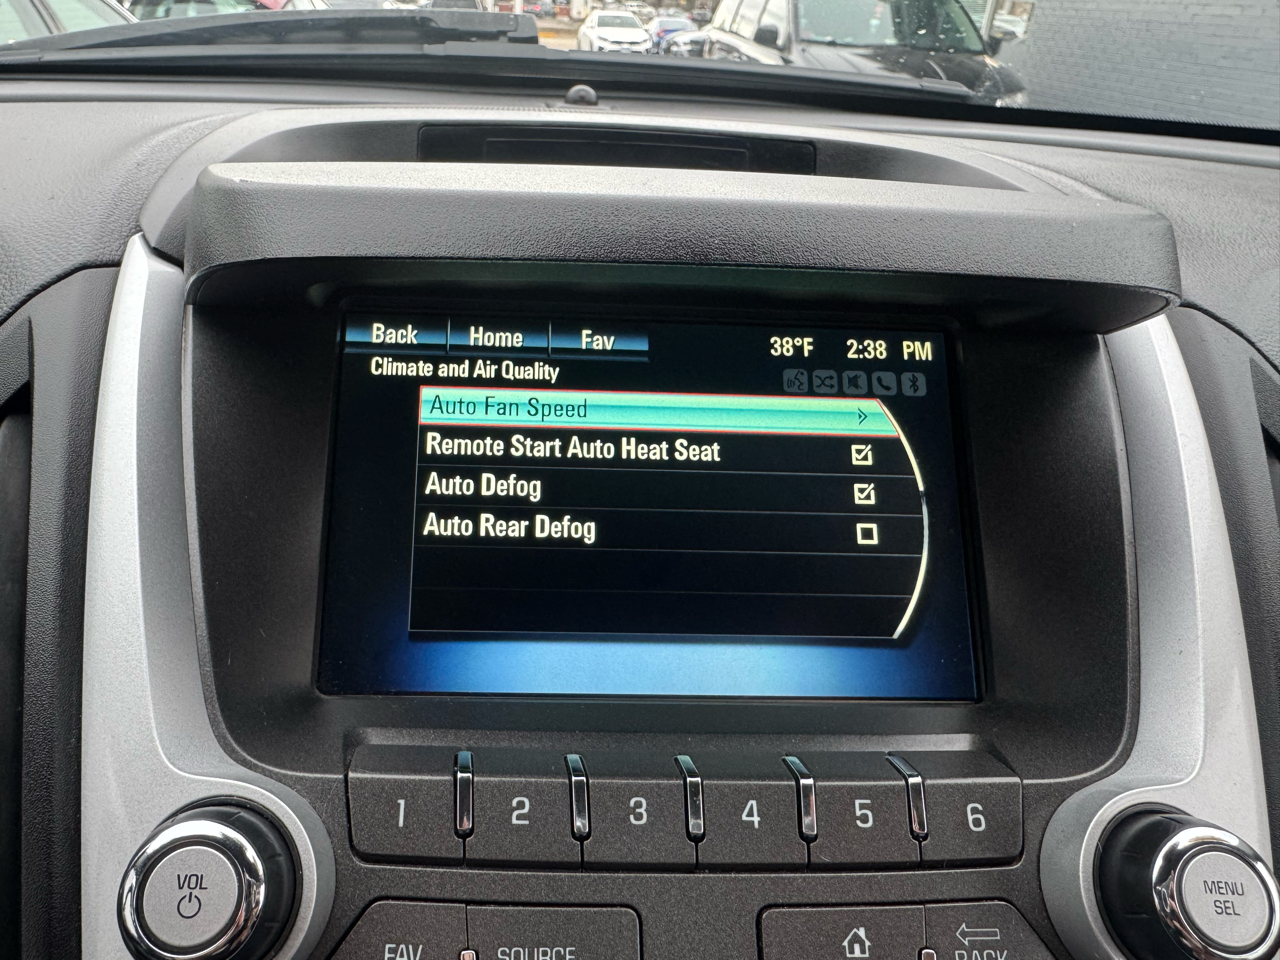 Back Home Fav 38°F 2:38 PM
Climate and Air Quality
Auto Fan Speed
Remote Start Auto Heat Seat
Auto Defog
Auto Rear Defog
1 2 3 4 5 6
VOL
MENU
SEL
FAV SOURCE BACK